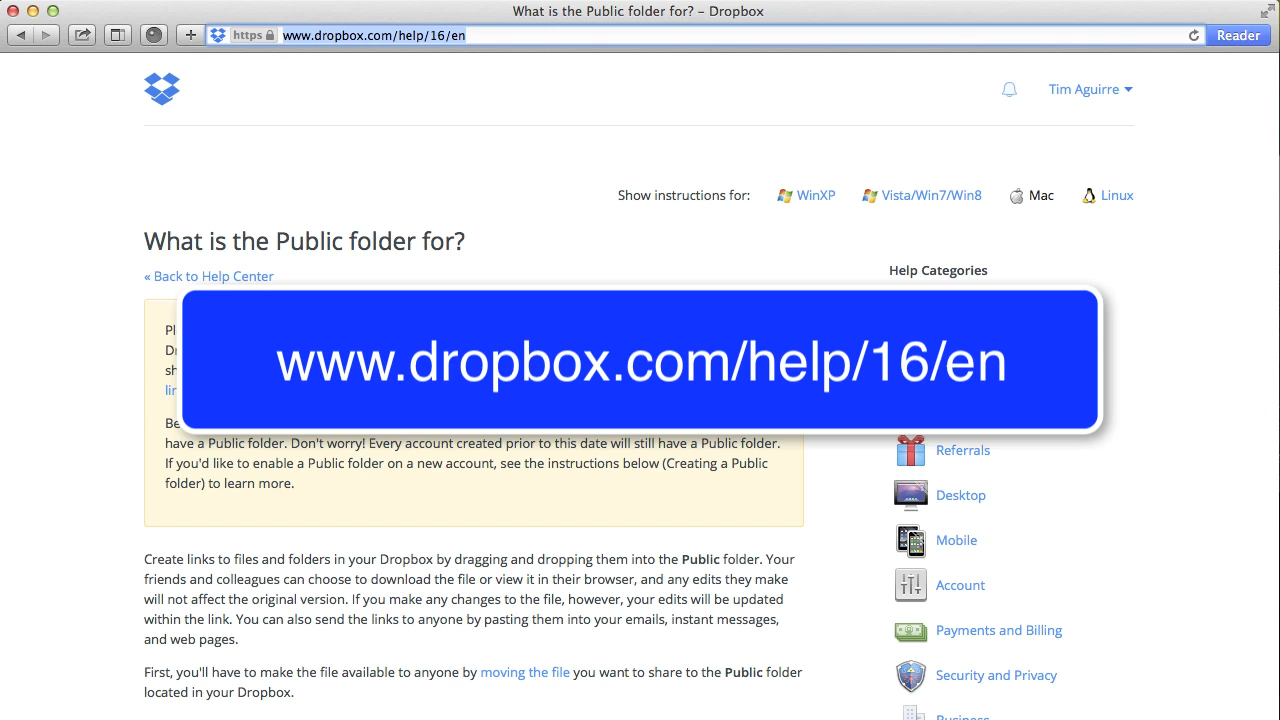 What is the Public folder for? – Dropbox
https www.dropbox.com/help/16/en Reader
Tim Aguirre
Show instructions for: WinXP Vista/Win7/Win8 Mac Linux
What is the Public folder for?
« Back to Help Center
Help Categories
www.dropbox.com/help/16/en
have a Public folder. Don't worry! Every account created prior to this date will still have a Public folder.
If you'd like to enable a Public folder on a new account, see the instructions below (Creating a Public
folder) to learn more.
Referrals
Desktop
Mobile
Account
Payments and Billing
Security and Privacy
Business
Create links to files and folders in your Dropbox by dragging and dropping them into the Public folder. Your
friends and colleagues can choose to download the file or view it in their browser, and any edits they make
will not affect the original version. If you make any changes to the file, however, your edits will be updated
within the link. You can also send the links to anyone by pasting them into your emails, instant messages,
and web pages.
First, you'll have to make the file available to anyone by moving the file you want to share to the Public folder
located in your Dropbox.